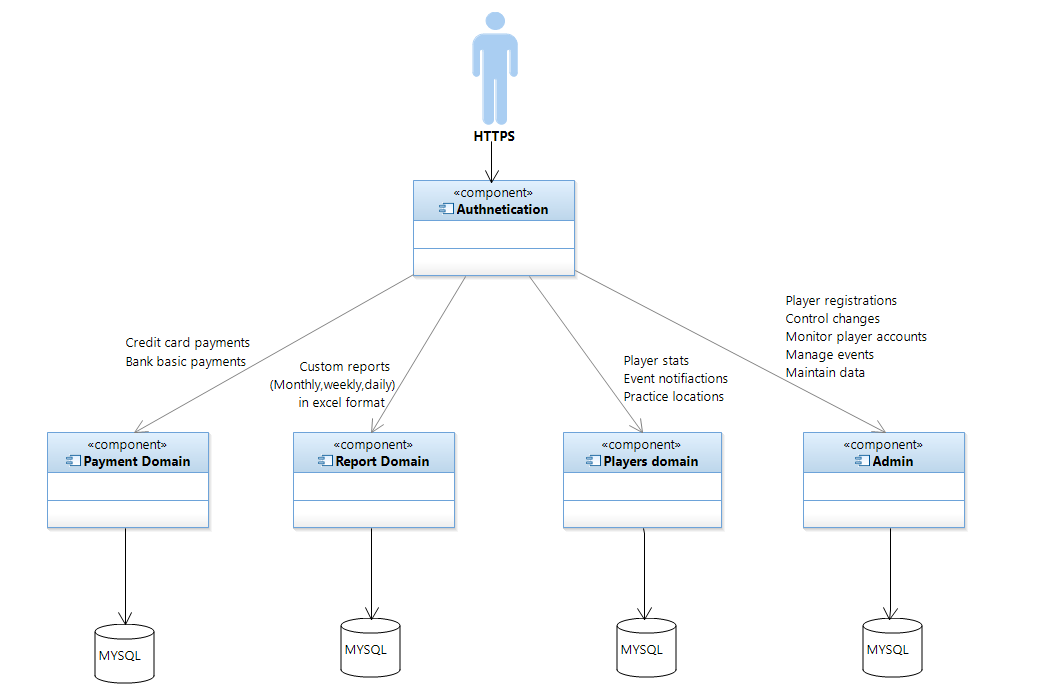 HTTPS
«component»
Authnetication
Credit card payments
Bank basic payments
Custom reports
(Monthly,weekly,daily)
in excel format
Player stats
Event notifiactions
Practice locations
Player registrations
Control changes
Monitor player accounts
Manage events
Maintain data
«component»
Payment Domain
«component»
Report Domain
«component»
Players domain
«component»
Admin
MYSQL
MYSQL
MYSQL
MYSQL